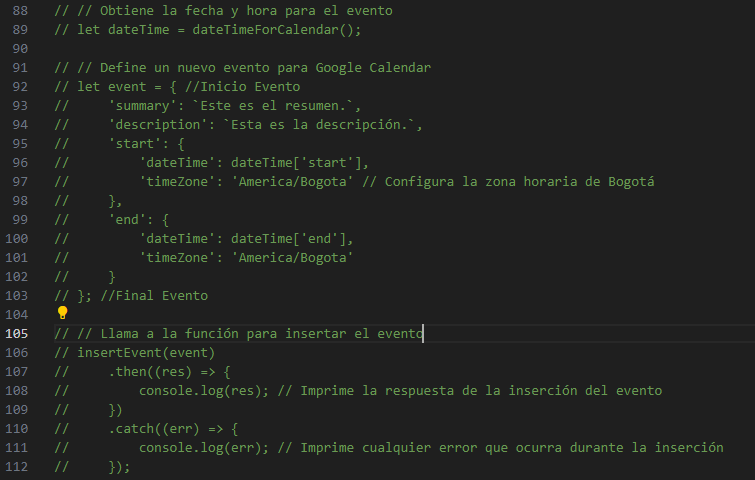 88 // // Obtiene la fecha y hora para el evento
89 // let dateTime = dateTimeForCalendar();
90
91 // // Define un nuevo evento para Google Calendar
92 // let event = { //Inicio Evento
93 //     'summary': `Este es el resumen.`,
94 //     'description': `Esta es la descripción.`,
95 //     'start': {
96 //         'dateTime': dateTime['start'],
97 //         'timeZone': 'America/Bogota' // Configura la zona horaria de Bogotá
98 //     },
99 //     'end': {
100 //         'dateTime': dateTime['end'],
101 //         'timeZone': 'America/Bogota'
102 //     }
103 // }; //Final Evento
104
105 // // Llama a la función para insertar el evento
106 // insertEvent(event)
107 //     .then((res) => {
108 //         console.log(res); // Imprime la respuesta de la inserción del evento
109 //     })
110 //     .catch((err) => {
111 //         console.log(err); // Imprime cualquier error que ocurra durante la inserción
112 //     });